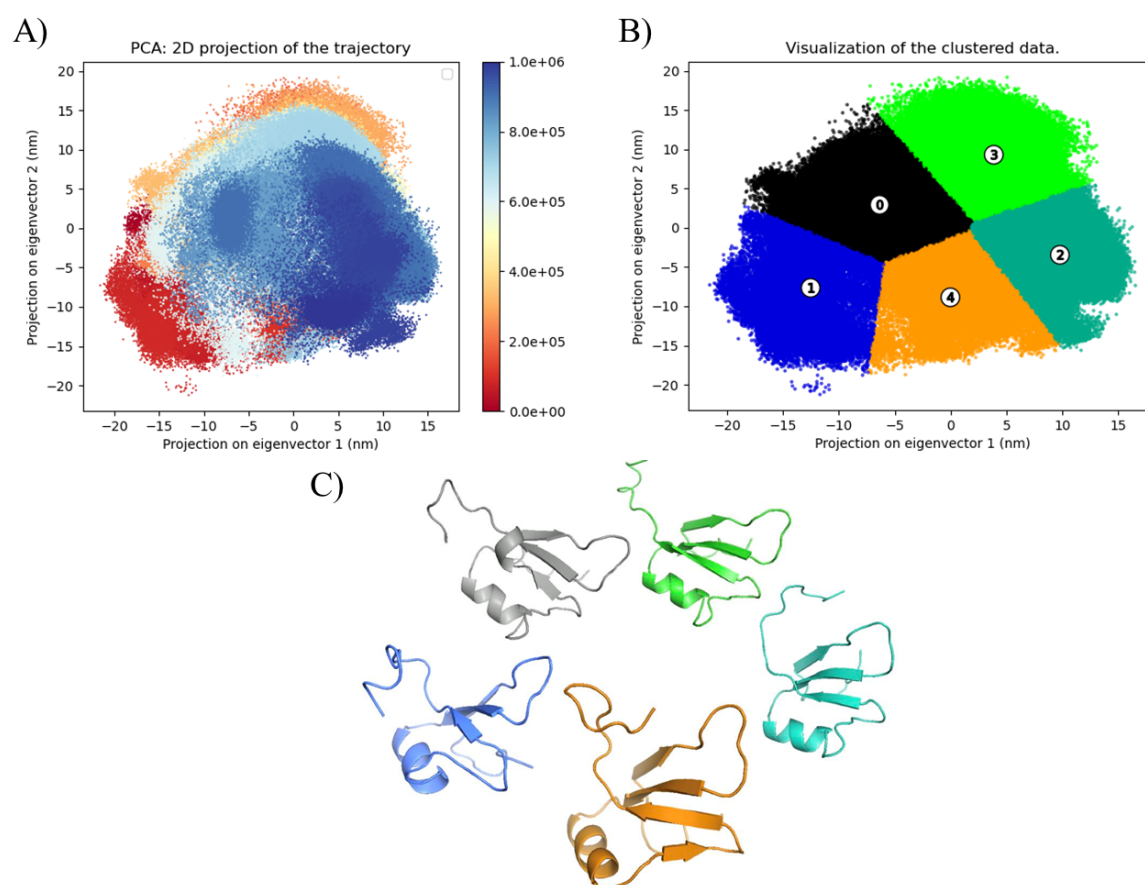 A)
PCA: 2D projection of the trajectory
Projection on eigenvector 2 (nm)
20
15
10
5
0
−5
−10
−15
−20
−20 −15 −10 −5 0 5 10 15
Projection on eigenvector 1 (nm)
1.0e+06
8.0e+05
6.0e+05
4.0e+05
2.0e+05
0.0e+00
B)
Visualization of the clustered data.
Projection on eigenvector 2 (nm)
20
15
10
5
0
−5
−10
−15
−20
3
0
2
1
4
−20 −15 −10 −5 0 5 10 15
Projection on eigenvector 1 (nm)
C)